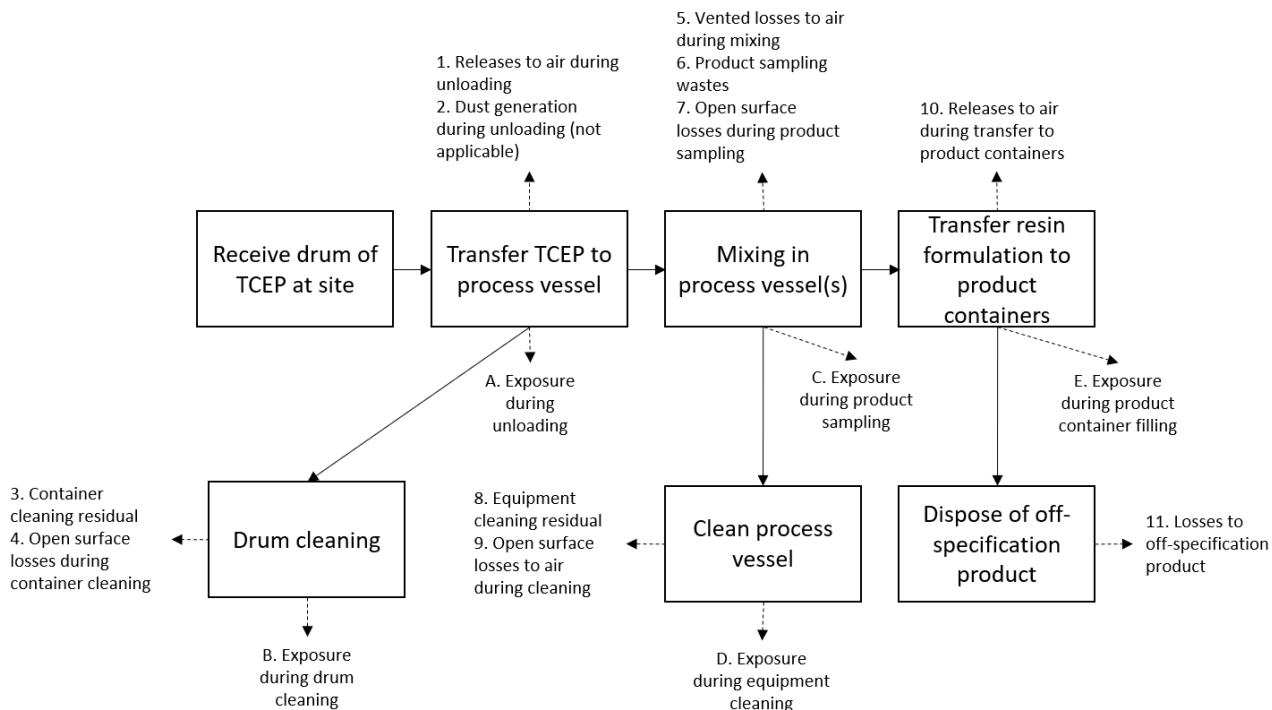 1. Releases to air during
unloading
2. Dust generation
during unloading (not
applicable)
5. Vented losses to air
during mixing
6. Product sampling
wastes
7. Open surface
losses during product
sampling
10. Releases to air
during transfer to
product containers
Receive drum of
TCEP at site
Transfer TCEP to
process vessel
Mixing in
process vessel(s)
Transfer resin
formulation to
product
containers
A. Exposure
during
unloading
C. Exposure
during product
sampling
E. Exposure
during product
container filling
3. Container
cleaning residual
4. Open surface
losses during
container cleaning
Drum cleaning
8. Equipment
cleaning residual
9. Open surface
losses to air
during cleaning
Clean process
vessel
Dispose of off-
specification
product
11. Losses to
off-specification
product
B. Exposure
during drum
cleaning
D. Exposure
during equipment
cleaning